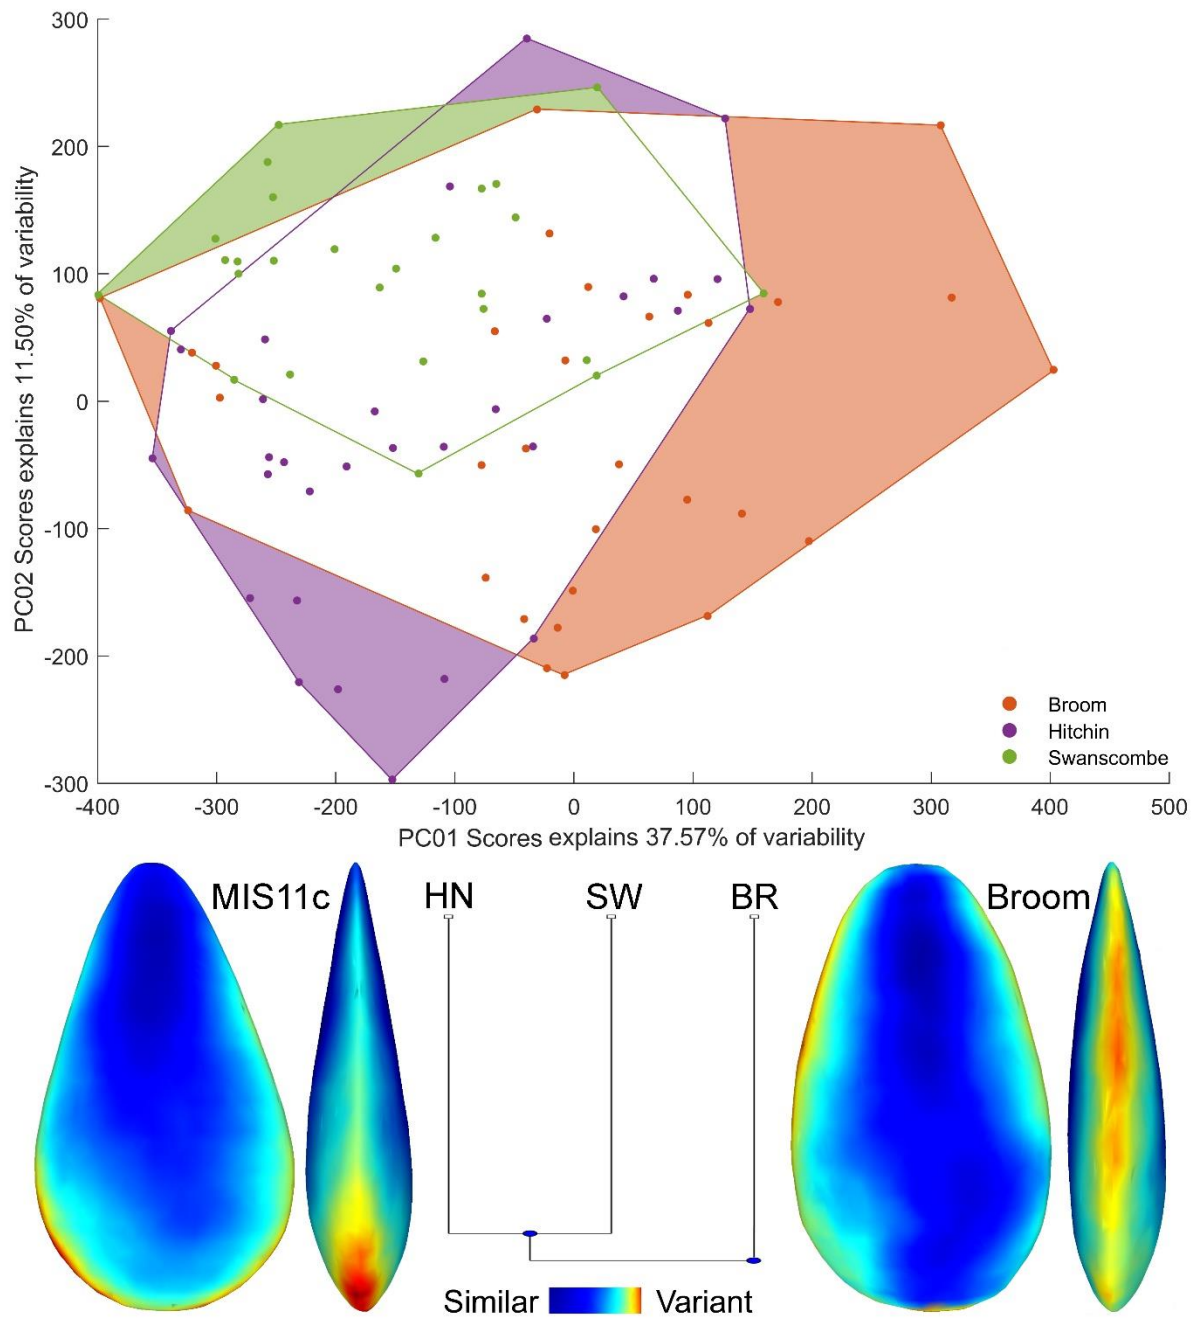 300
200
100
0
-100
-200
-300
PC02 Scores explains 11.50% of variability
Broom
Hitchin
Swanscombe
-400 -300 -200 -100 0 100 200 300 400 500
PC01 Scores explains 37.57% of variability
MIS11c HN SW BR Broom
Similar Variant